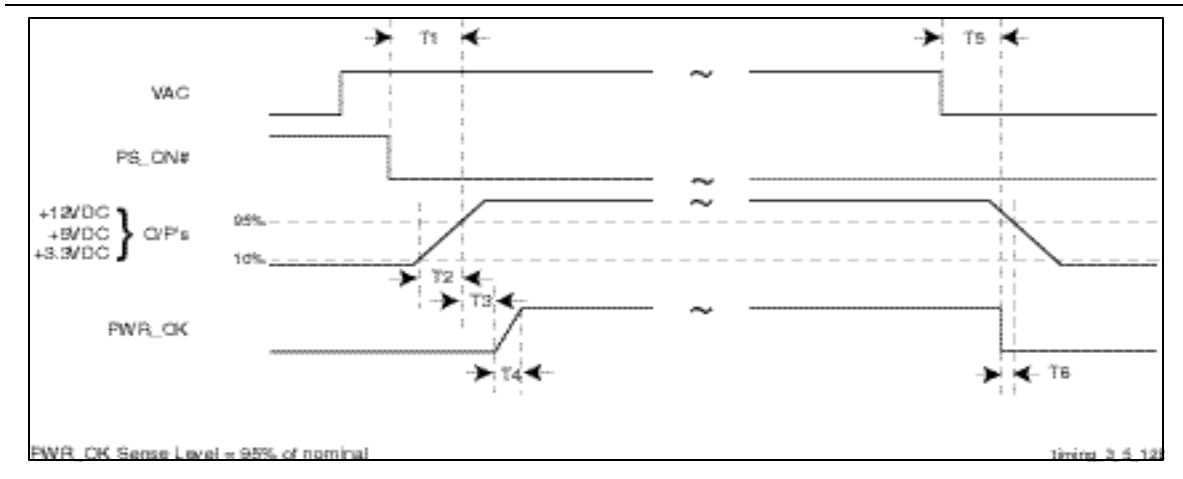 T1
T5
VAC
PS_ON#
+12VDC
+5VDC
+3.3VDC
} O/P's
95%
10%
T2
T3
PWR_OK
T4
T6
PWR_OK Sense Level = 95% of nominal
timing_3_5_12b